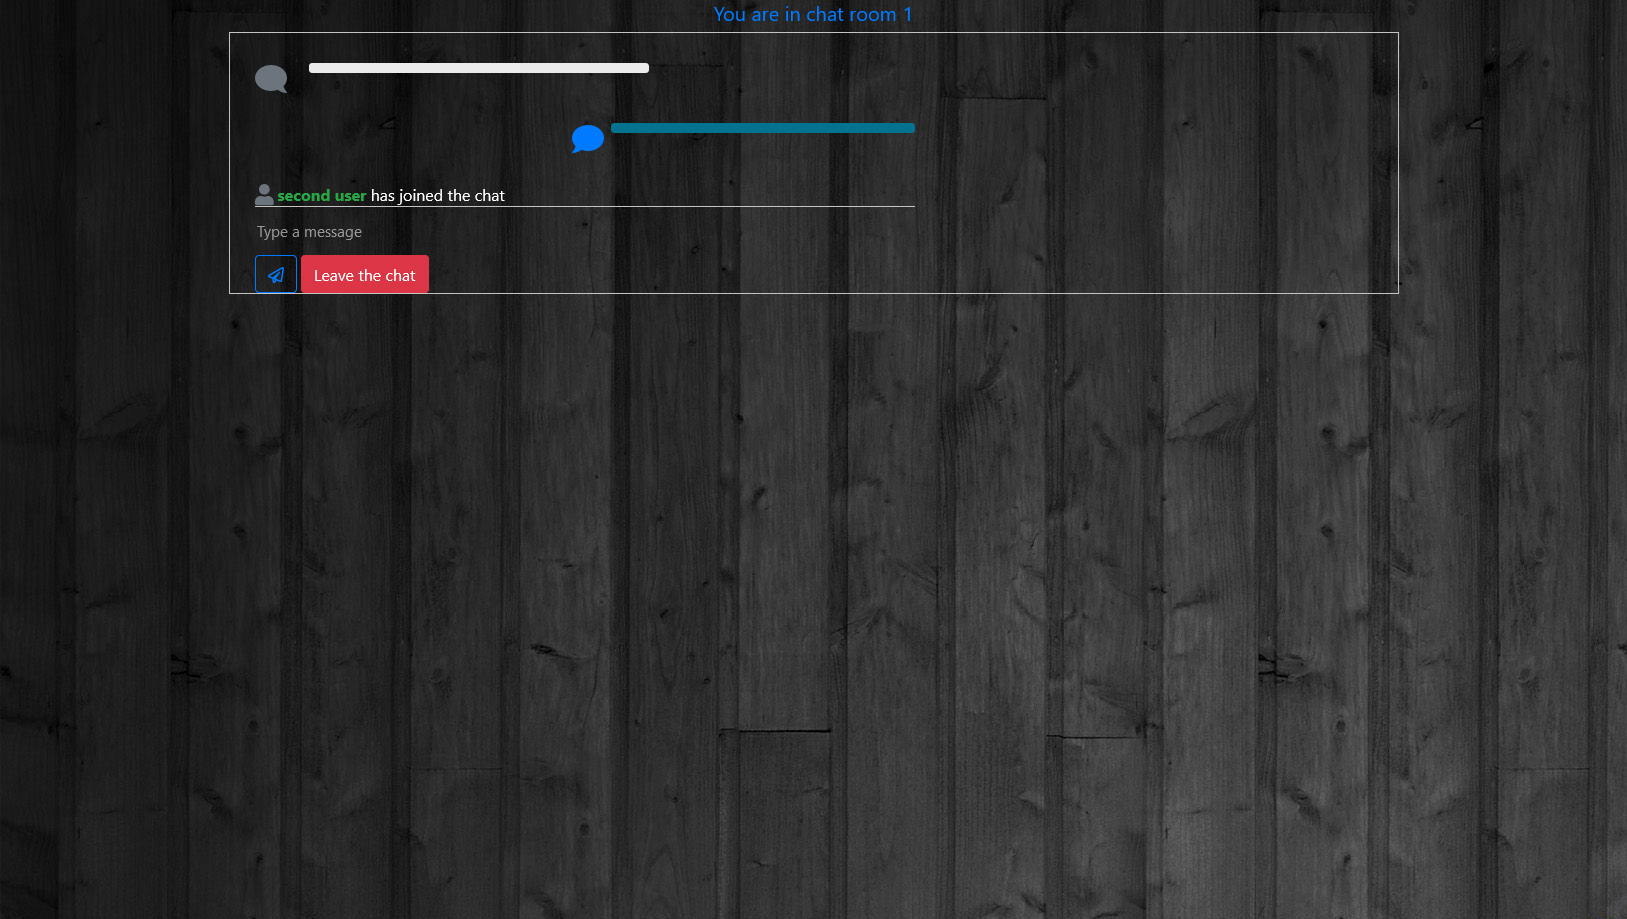 You are in chat room 1
second user has joined the chat
Type a message
Leave the chat